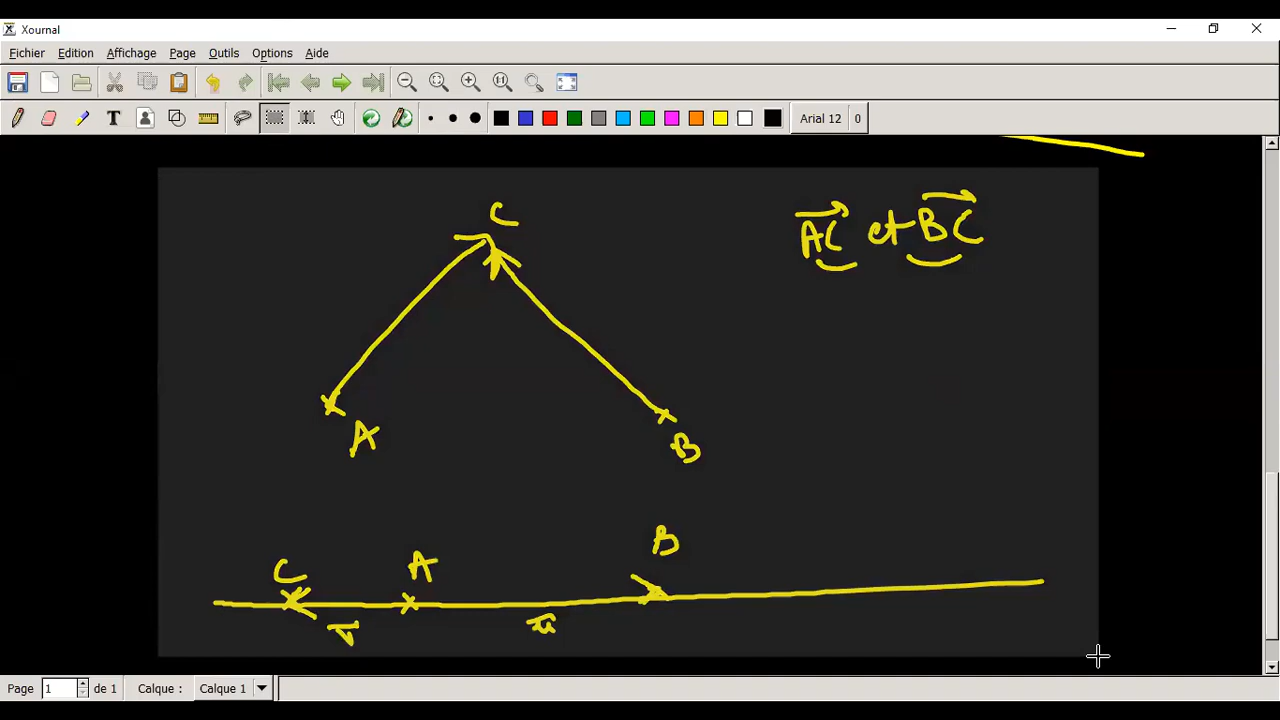 Xournal
Fichier Edition Affichage Page Outils Options Aide
Arial 12 0
C
AC et BC
A
B
B
C A
v u
Page 1 de 1 Calque : Calque 1